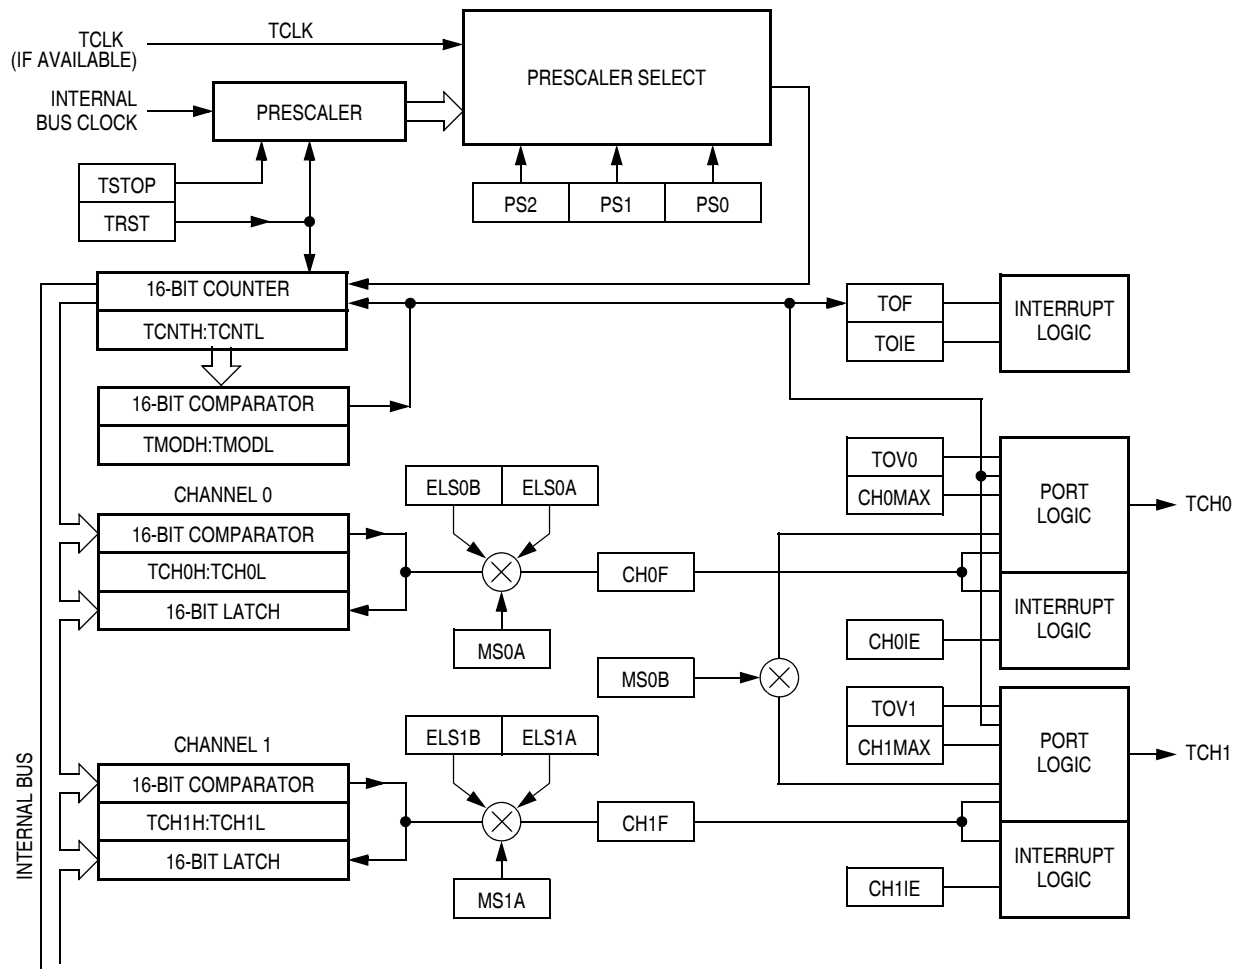 TCLK
(IF AVAILABLE)
TCLK
PRESCALER SELECT
INTERNAL
BUS CLOCK
PRESCALER
TSTOP
TRST
PS2
PS1
PS0
16-BIT COUNTER
TCNTH:TCNTL
16-BIT COMPARATOR
TMODH:TMODL
TOF
TOIE
INTERRUPT
LOGIC
CHANNEL 0
16-BIT COMPARATOR
TCH0H:TCH0L
16-BIT LATCH
ELS0B
ELS0A
MS0A
CH0F
TOV0
CH0MAX
PORT
LOGIC
TCH0
INTERRUPT
LOGIC
CH0IE
MS0B
CHANNEL 1
16-BIT COMPARATOR
TCH1H:TCH1L
16-BIT LATCH
ELS1B
ELS1A
MS1A
CH1F
TOV1
CH1MAX
PORT
LOGIC
TCH1
INTERRUPT
LOGIC
CH1IE
INTERNAL BUS